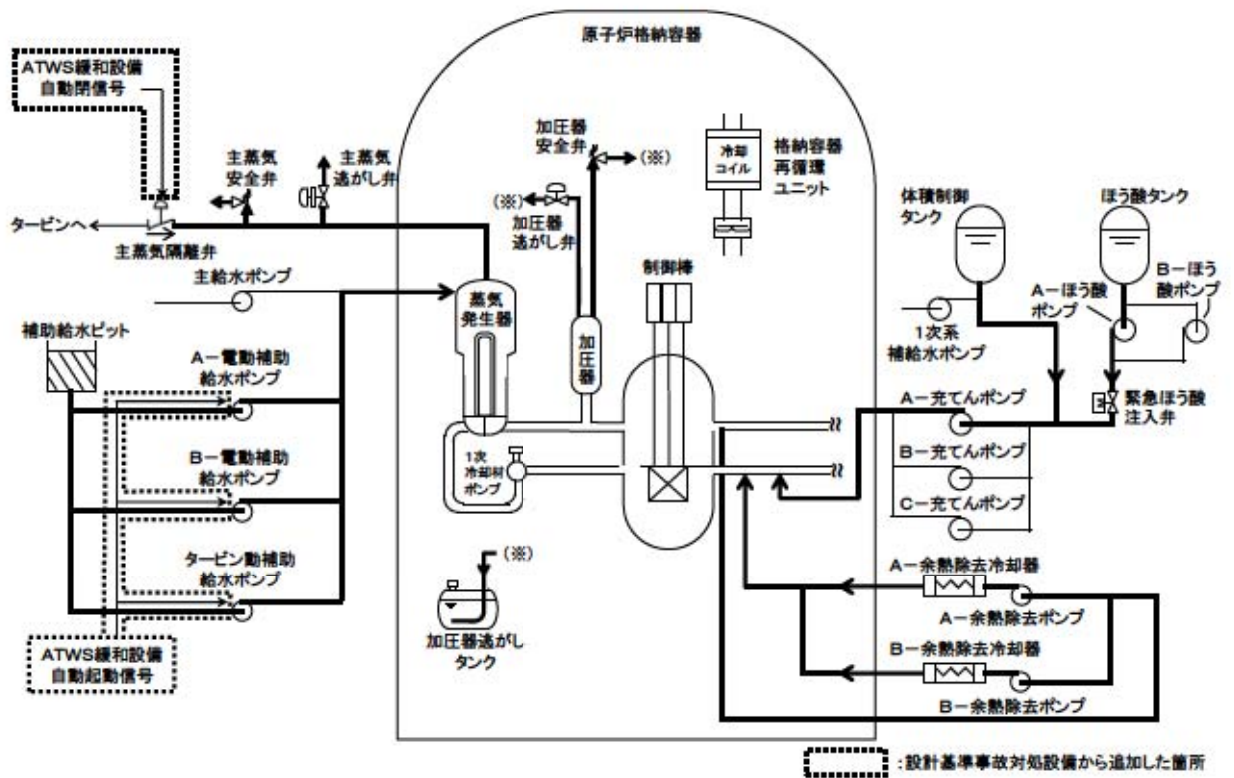 原子炉格納容器
ATWS緩和設備
自動閉信号
主蒸気
安全弁
主蒸気
逃がし弁
タービンへ
主蒸気隔離弁
主給水ポンプ
補助給水ピット
A-電動補助
給水ポンプ
B-電動補助
給水ポンプ
タービン動補助
給水ポンプ
ATWS緩和設備
自動起動信号
加圧器
安全弁
(※)
(※)
加圧器
逃がし弁
冷却
コイル
格納容器
再循環
ユニット
蒸気
発生器
加圧器
制御棒
1次
冷却材
ポンプ
(※)
加圧器逃がし
タンク
体積制御
タンク
ほう酸タンク
A-ほう酸
ポンプ
B-ほう
酸ポンプ
1次系
補給水ポンプ
緊急ほう酸
注入弁
A-充てんポンプ
B-充てんポンプ
C-充てんポンプ
A-余熱除去冷却器
A-余熱除去ポンプ
B-余熱除去冷却器
B-余熱除去ポンプ
:設計基準事故対処設備から追加した箇所